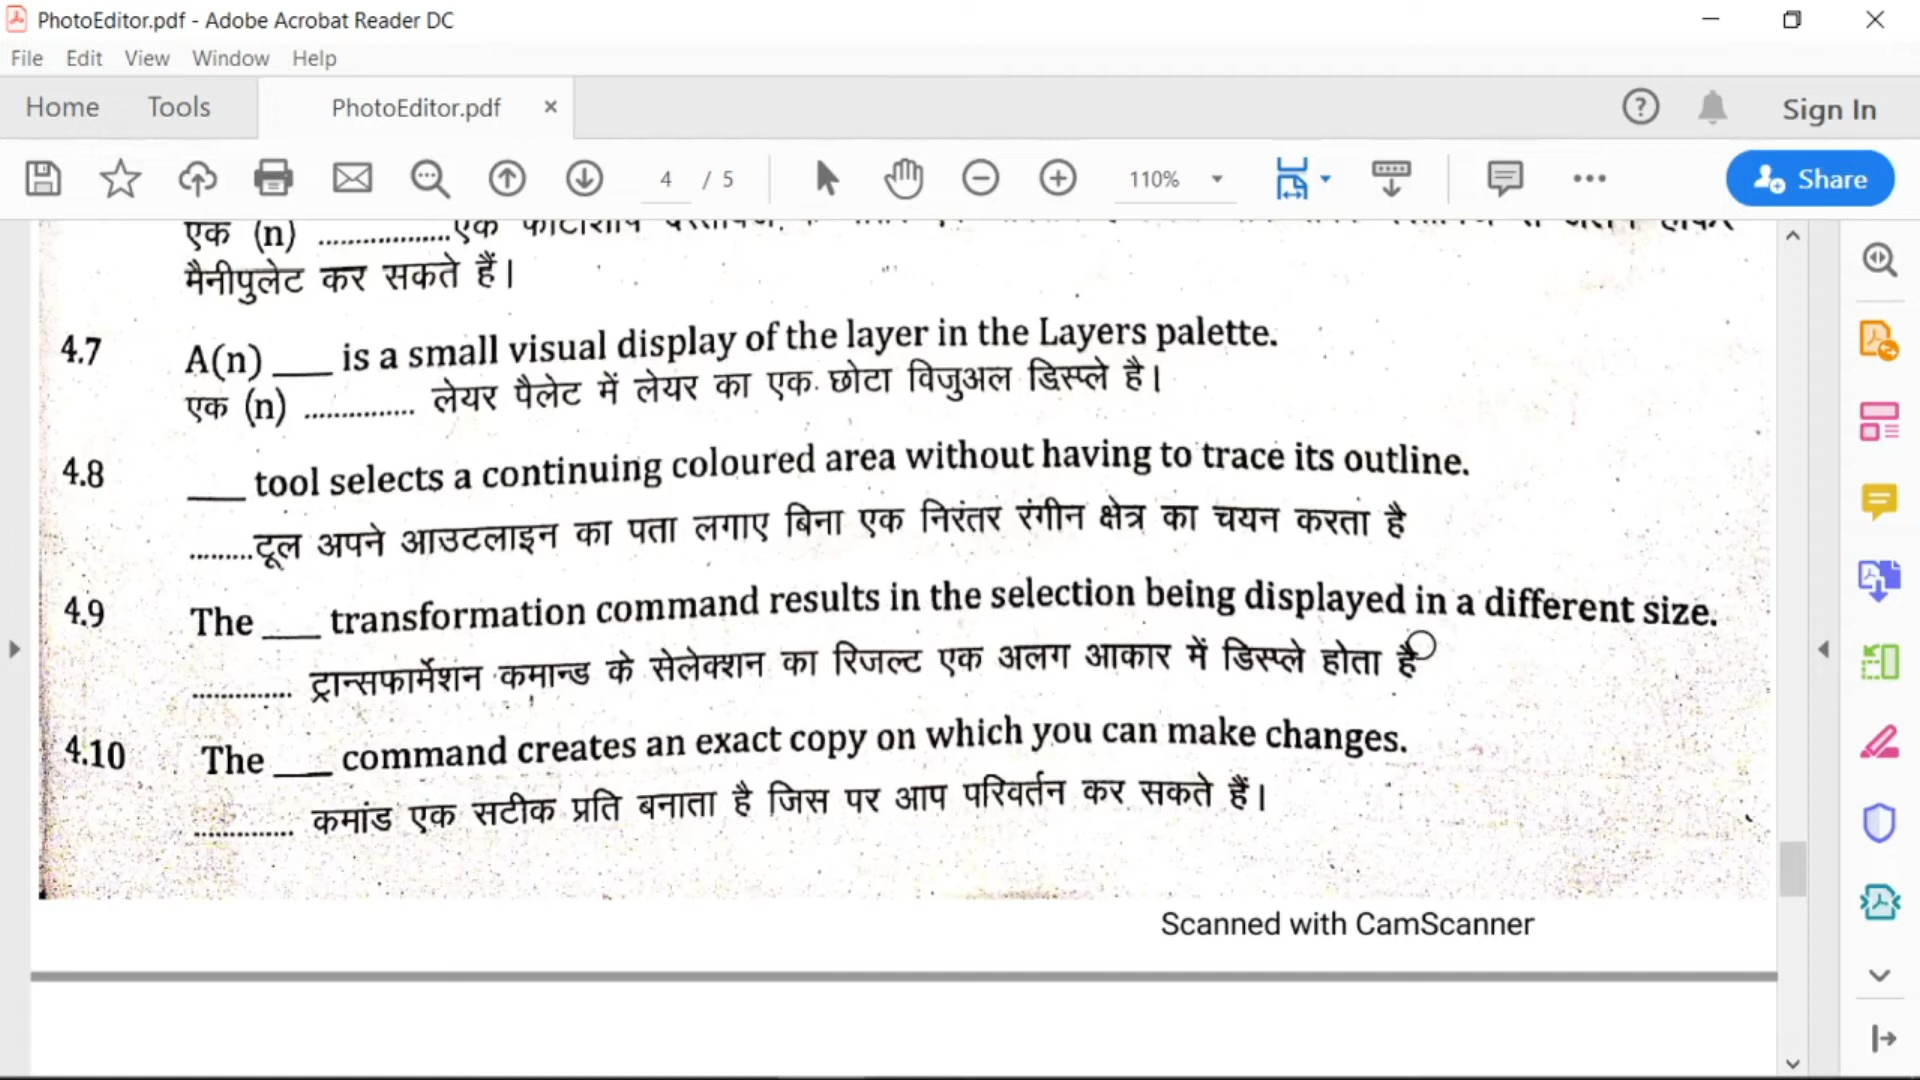 PhotoEditor.pdf - Adobe Acrobat Reader DC
File Edit View Window Help
Home Tools PhotoEditor.pdf × Sign In
4 / 5 110% Share
एक (n) ..................एक
मैनीपुलेट कर सकते हैं।
4.7 A(n) ___ is a small visual display of the layer in the Layers palette.
एक (n) .............. लेयर पैलेट में लेयर का एक छोटा विजुअल डिस्प्ले है।
4.8 ___ tool selects a continuing coloured area without having to trace its outline.
.........टूल अपने आउटलाइन का पता लगाए बिना एक निरंतर रंगीन क्षेत्र का चयन करता है
4.9 The ___ transformation command results in the selection being displayed in a different size.
.............. ट्रान्सफार्मेशन कमान्ड के सेलेक्शन का रिजल्ट एक अलग आकार में डिस्प्ले होता है
4.10 The ___ command creates an exact copy on which you can make changes.
.............. कमांड एक सटीक प्रति बनाता है जिस पर आप परिवर्तन कर सकते हैं।
Scanned with CamScanner